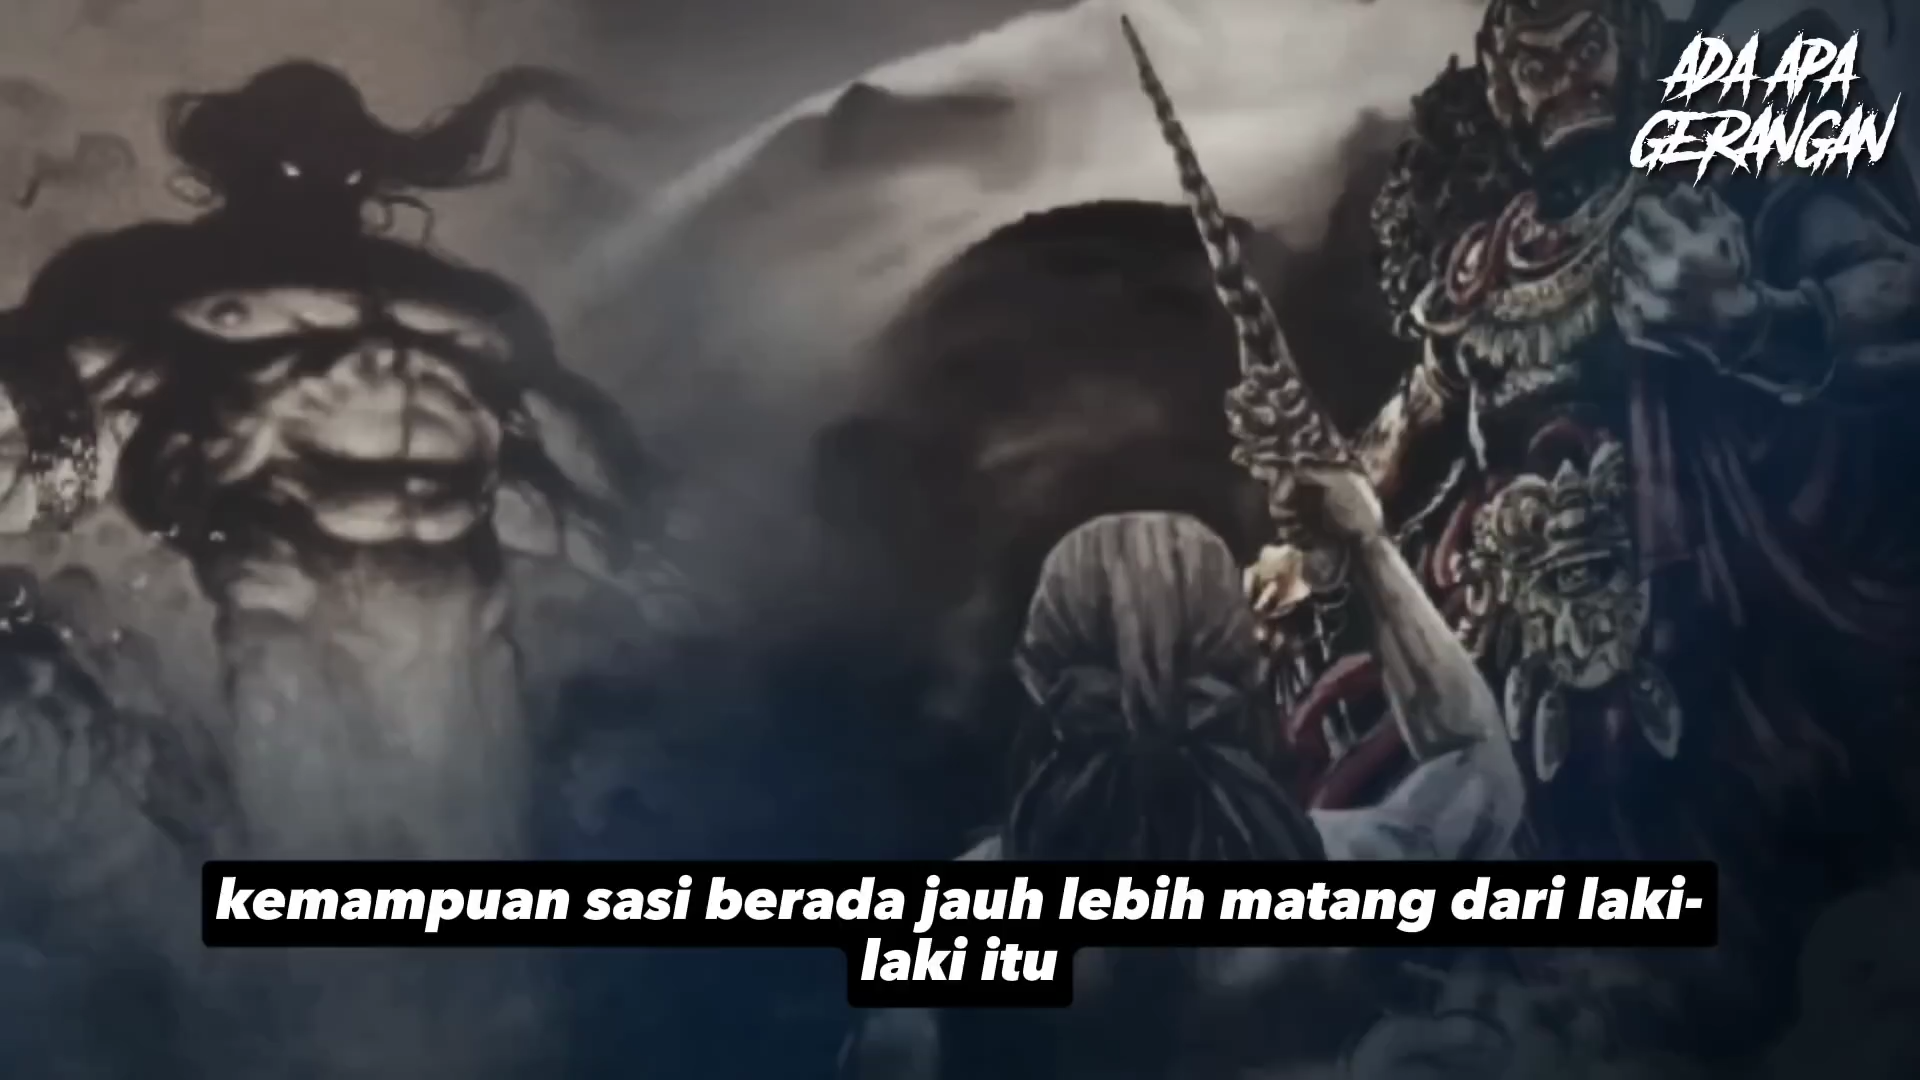 ADA APA
GERANGAN
kemampuan sasi berada jauh lebih matang dari laki-
laki itu